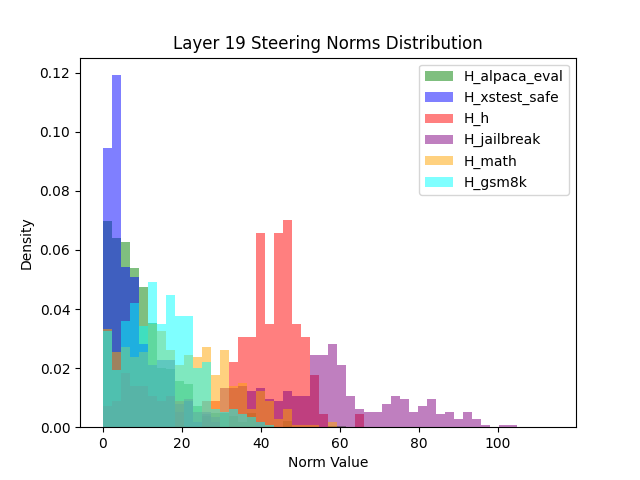 Layer 19 Steering Norms Distribution
H_alpaca_eval
H_xstest_safe
H_h
H_jailbreak
H_math
H_gsm8k
Density
0.12
0.10
0.08
0.06
0.04
0.02
0.00
0 20 40 60 80 100
Norm Value